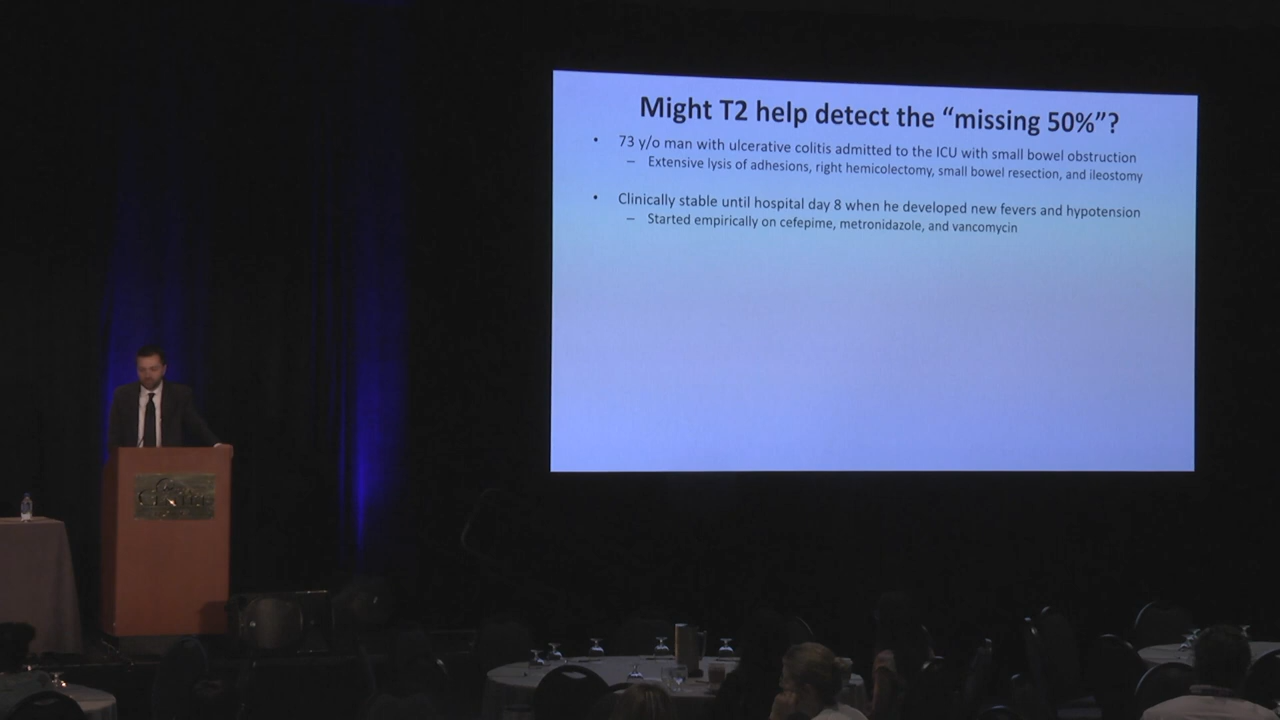 Might T2 help detect the “missing 50%”?
• 73 y/o man with ulcerative colitis admitted to the ICU with small bowel obstruction
– Extensive lysis of adhesions, right hemicolectomy, small bowel resection, and ileostomy
• Clinically stable until hospital day 8 when he developed new fevers and hypotension
– Started empirically on cefepime, metronidazole, and vancomycin